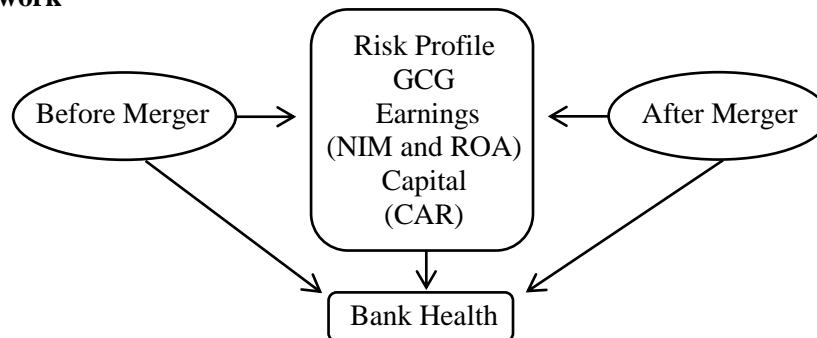 work
Risk Profile
GCG
Earnings
(NIM and ROA)
Capital
(CAR)
Before Merger
After Merger
Bank Health